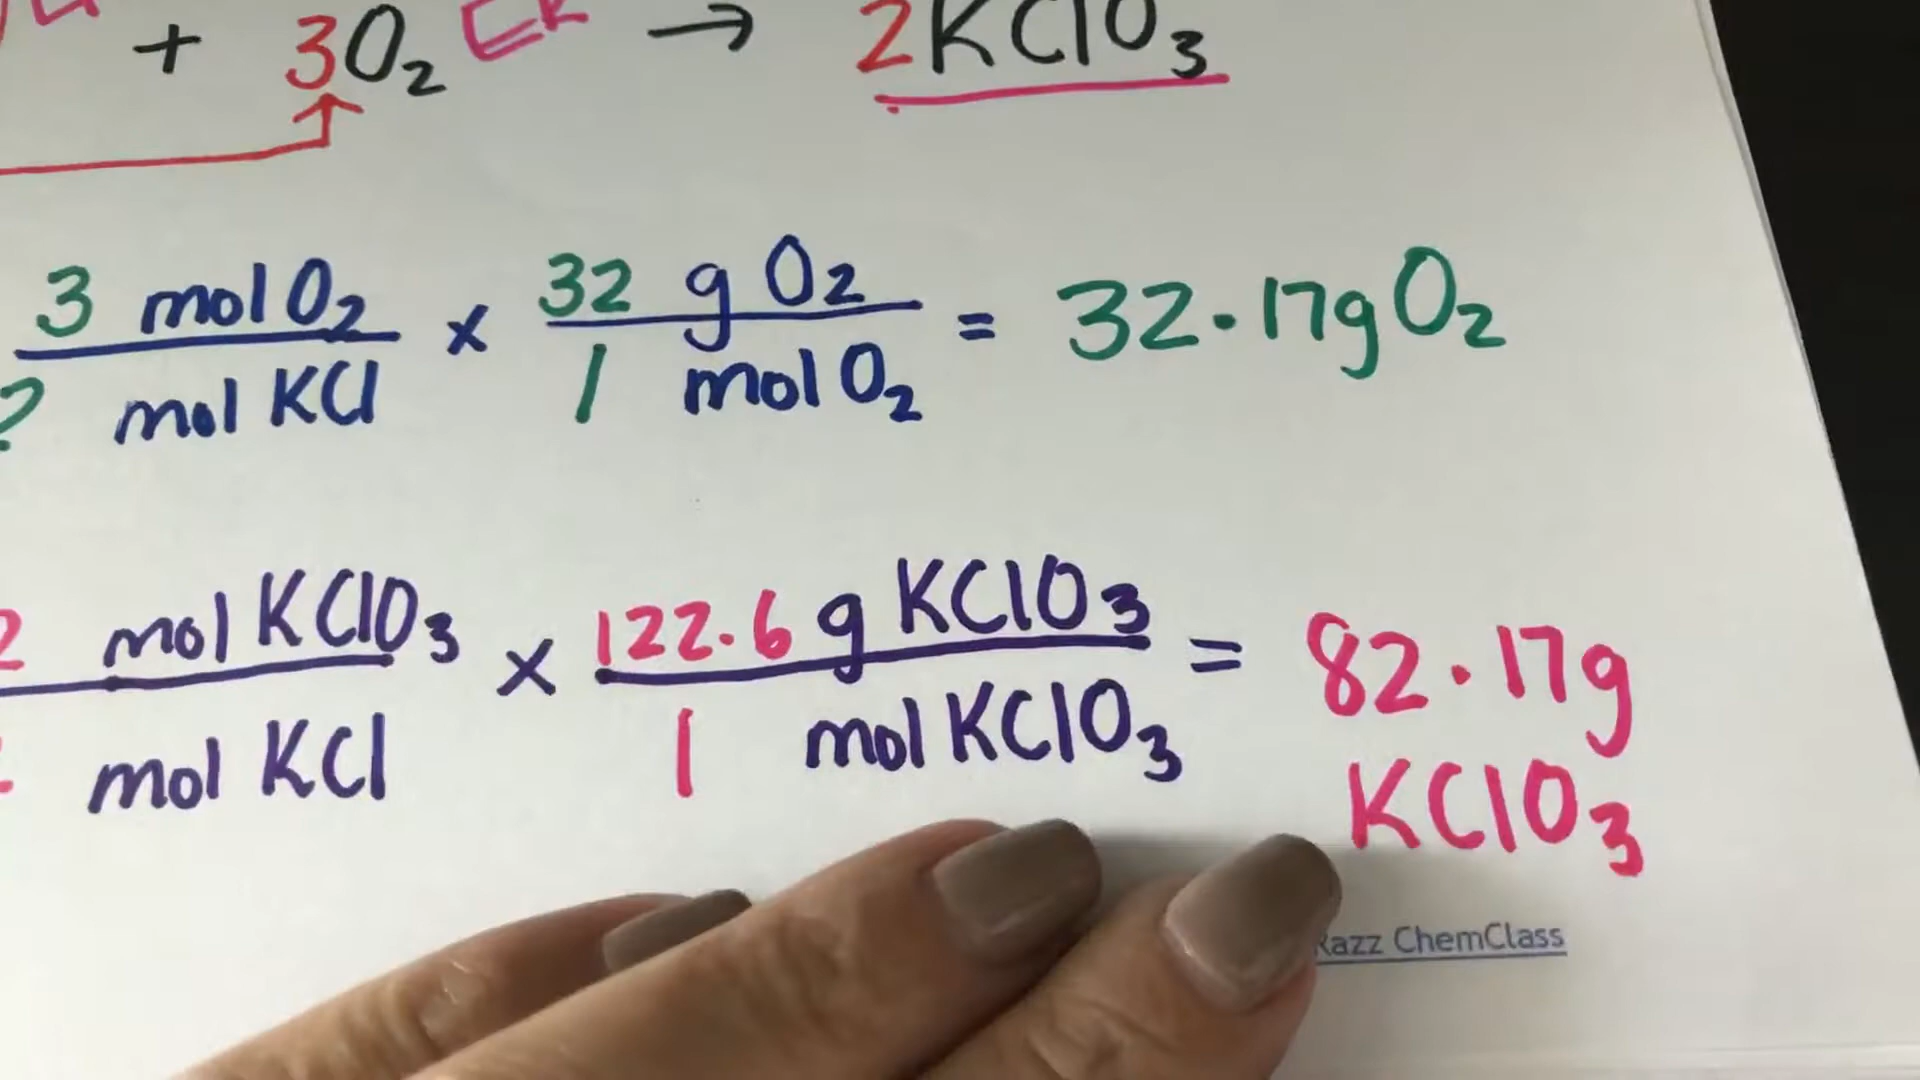 + 3O₂ ER → 2KClO₃
3 mol O₂ x 32 g O₂ = 32.17g O₂
mol KCl 1 mol O₂
2 mol KClO₃ x 122.6 g KClO₃ = 82.17g
mol KCl 1 mol KClO₃ KClO₃
Razz ChemClass